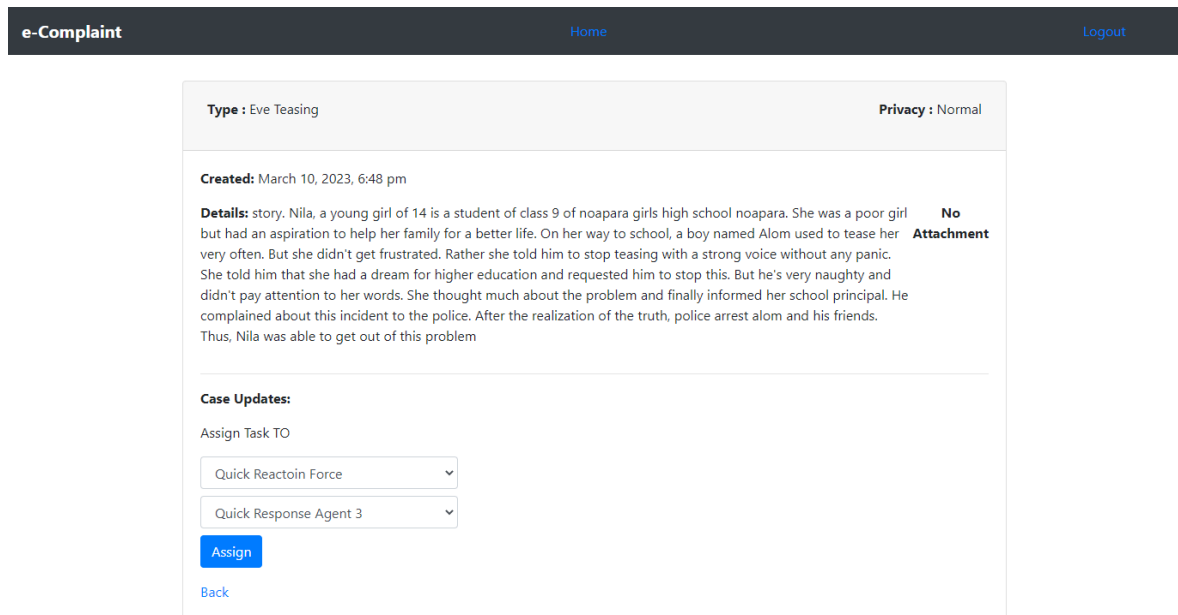 e-Complaint Home Logout
Type : Eve Teasing Privacy : Normal
Created: March 10, 2023, 6:48 pm
Details: story. Nila, a young girl of 14 is a student of class 9 of noapara girls high school noapara. She was a poor girl
but had an aspiration to help her family for a better life. On her way to school, a boy named Alom used to tease her
very often. But she didn't get frustrated. Rather she told him to stop teasing with a strong voice without any panic.
She told him that she had a dream for higher education and requested him to stop this. But he's very naughty and
didn't pay attention to her words. She thought much about the problem and finally informed her school principal. He
complained about this incident to the police. After the realization of the truth, police arrest alom and his friends.
Thus, Nila was able to get out of this problem
No
Attachment
Case Updates:
Assign Task TO
Quick Reactoin Force
Quick Response Agent 3
Assign
Back